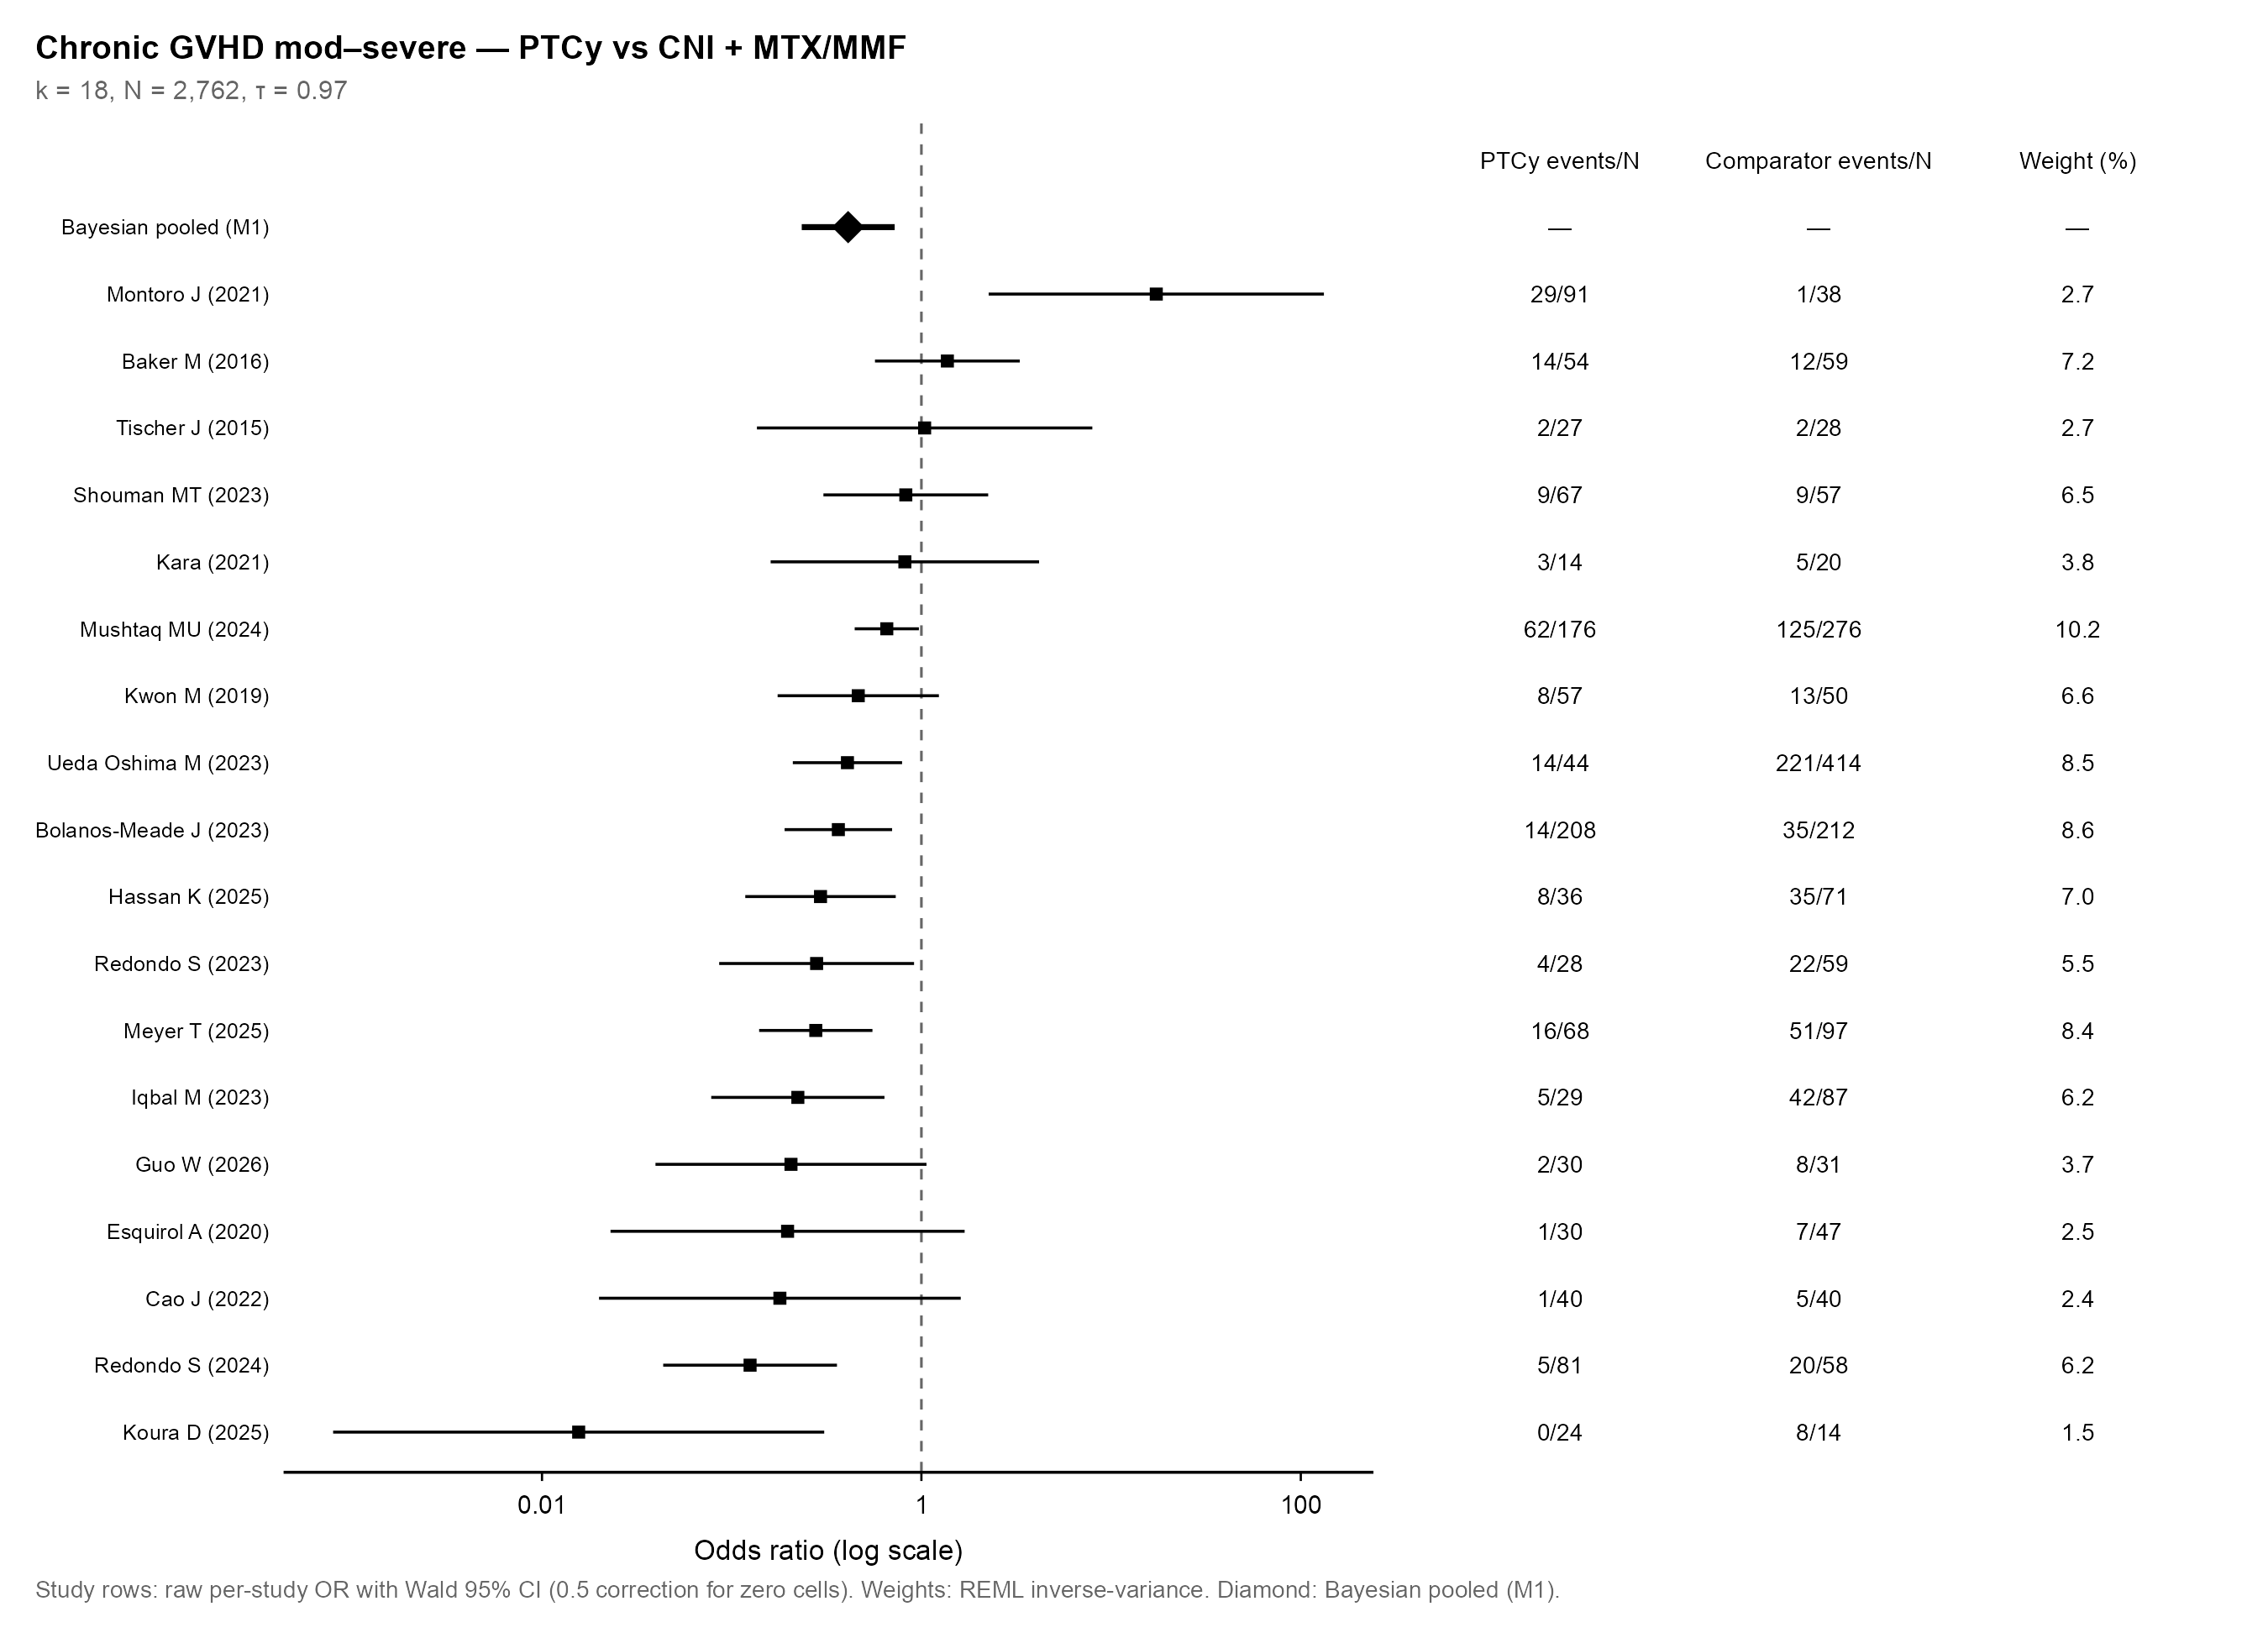 Chronic GVHD mod–severe — PTCy vs CNI + MTX/MMF
k = 18, N = 2,762, τ = 0.97
PTCy events/N Comparator events/N Weight (%)
Bayesian pooled (M1) — — —
Montoro J (2021) 29/91 1/38 2.7
Baker M (2016) 14/54 12/59 7.2
Tischer J (2015) 2/27 2/28 2.7
Shouman MT (2023) 9/67 9/57 6.5
Kara (2021) 3/14 5/20 3.8
Mushtaq MU (2024) 62/176 125/276 10.2
Kwon M (2019) 8/57 13/50 6.6
Ueda Oshima M (2023) 14/44 221/414 8.5
Bolanos-Meade J (2023) 14/208 35/212 8.6
Hassan K (2025) 8/36 35/71 7.0
Redondo S (2023) 4/28 22/59 5.5
Meyer T (2025) 16/68 51/97 8.4
Iqbal M (2023) 5/29 42/87 6.2
Guo W (2026) 2/30 8/31 3.7
Esquirol A (2020) 1/30 7/47 2.5
Cao J (2022) 1/40 5/40 2.4
Redondo S (2024) 5/81 20/58 6.2
Koura D (2025) 0/24 8/14 1.5
0.01 1 100
Odds ratio (log scale)
Study rows: raw per-study OR with Wald 95% CI (0.5 correction for zero cells). Weights: REML inverse-variance. Diamond: Bayesian pooled (M1).